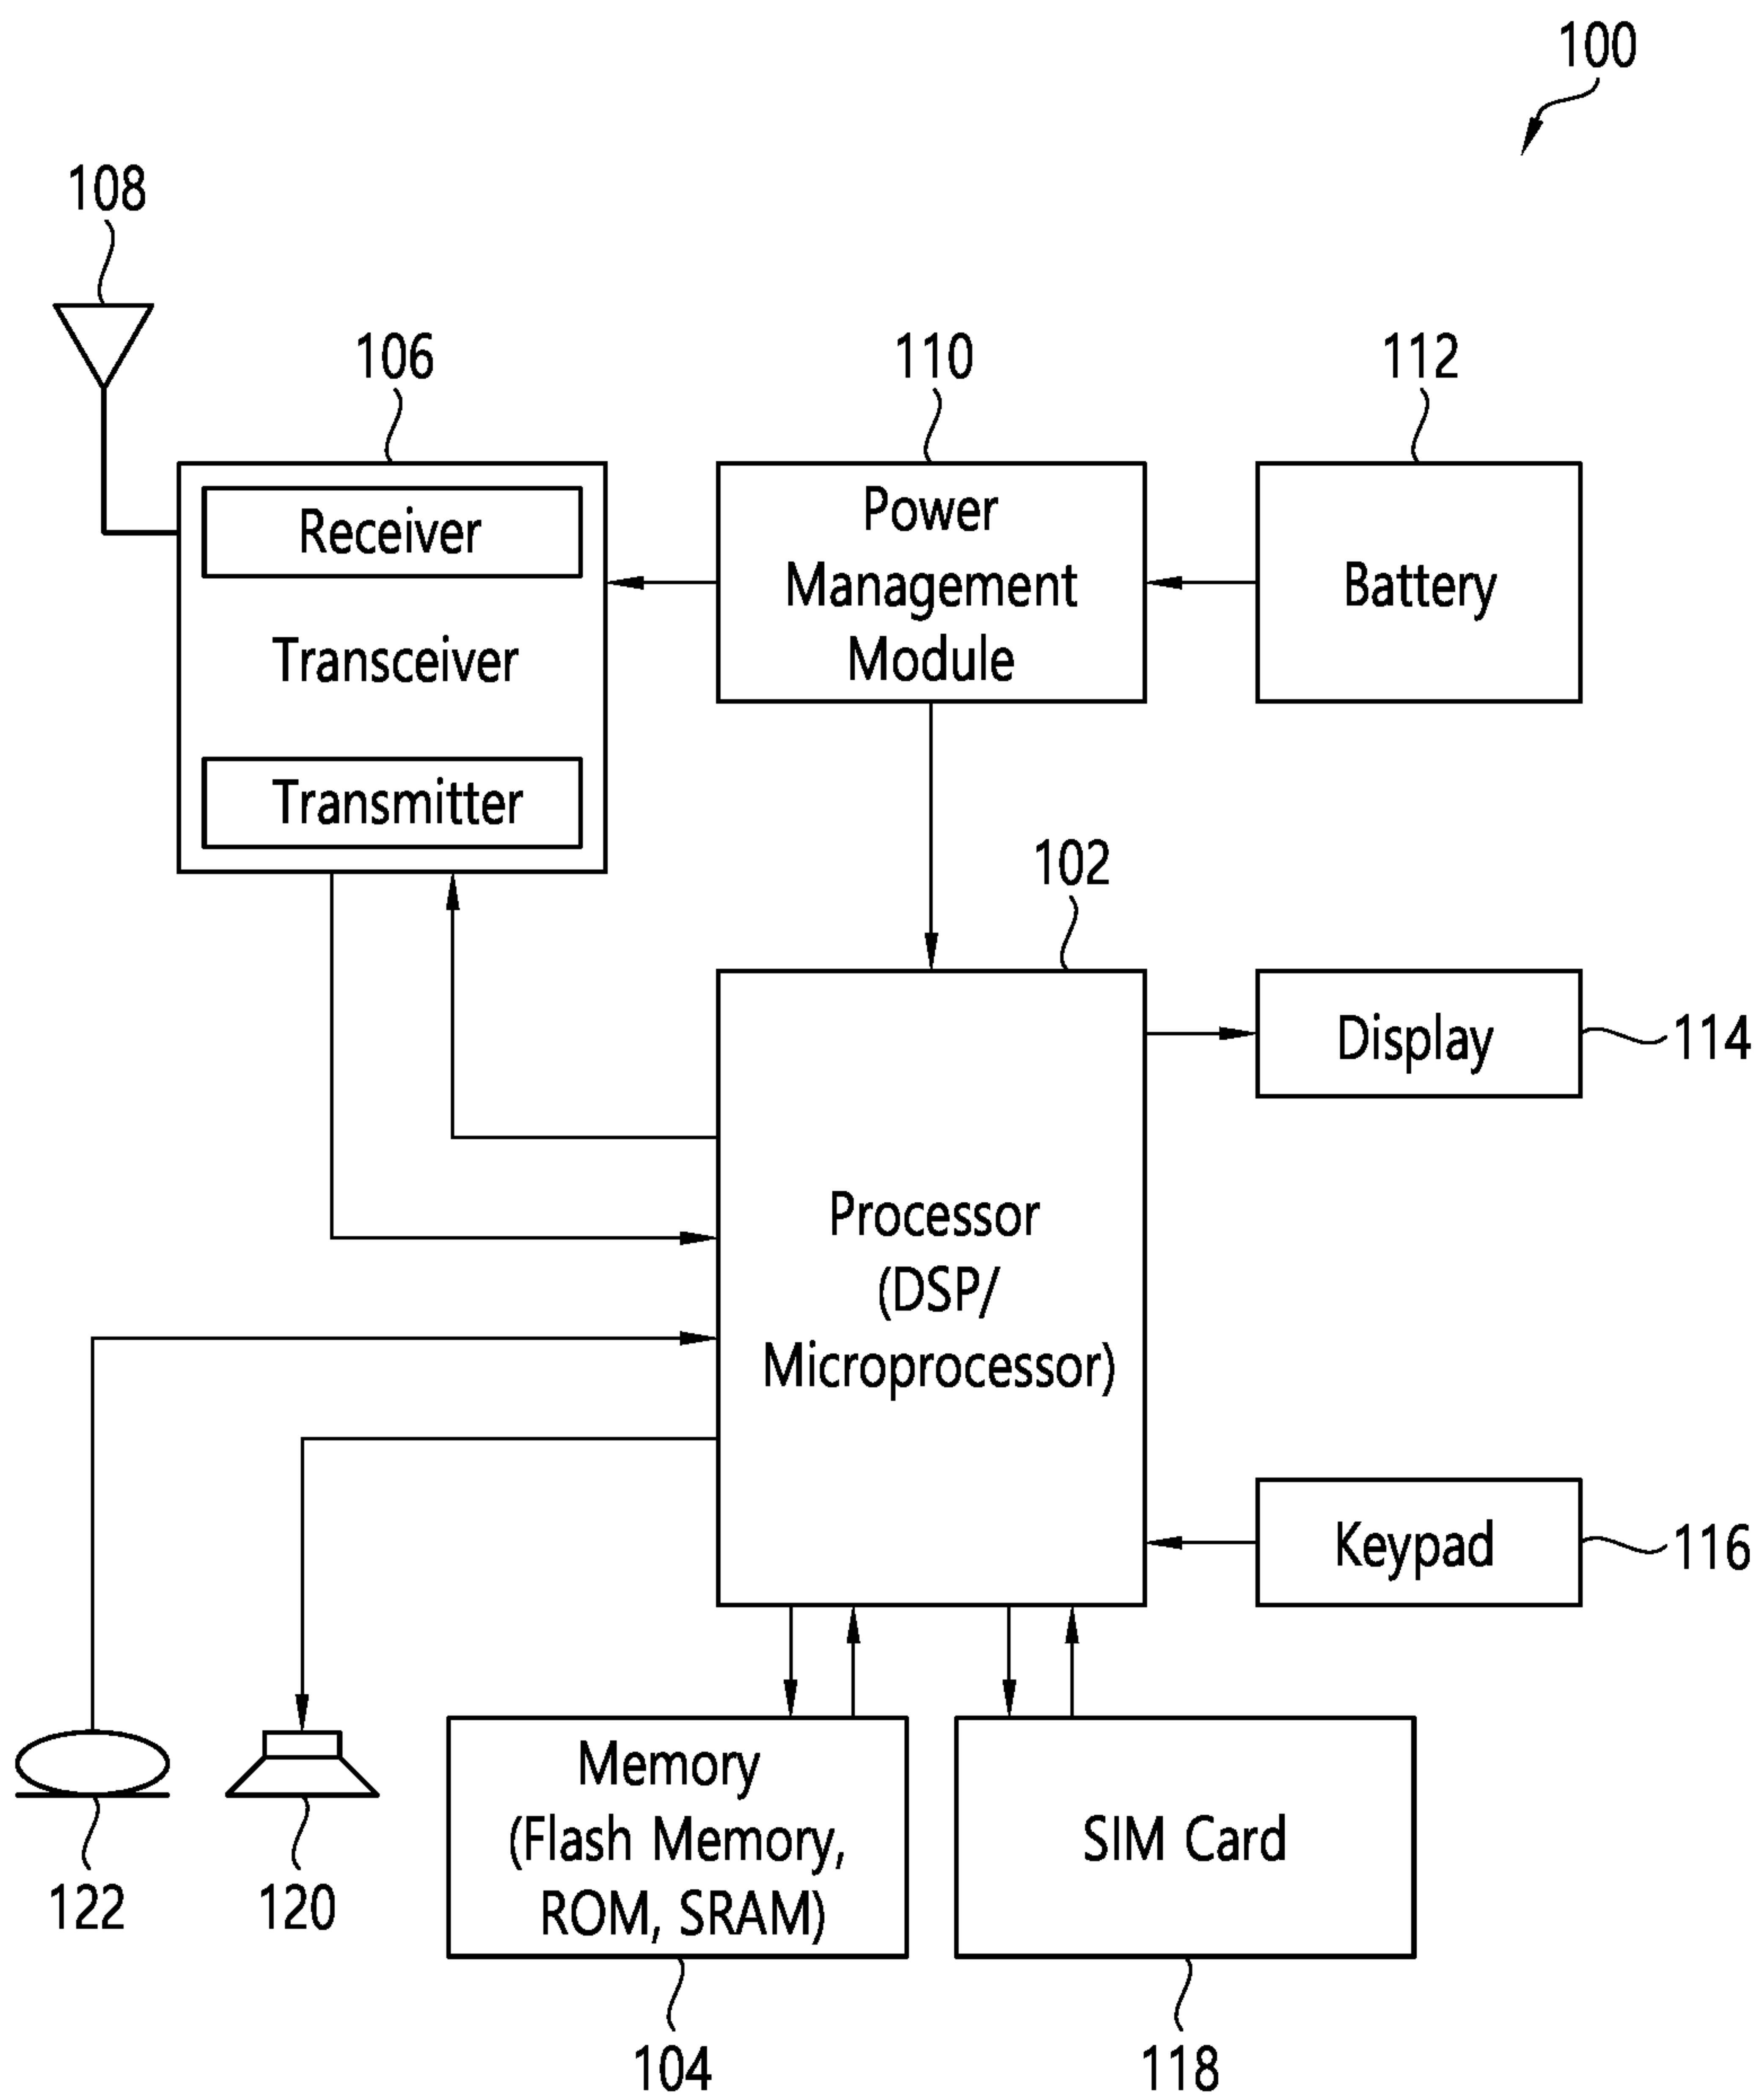 100
108
106
110
112
Receiver
Transceiver
Transmitter
Power
Management
Module
Battery
102
Display
114
Processor
(DSP/
Microprocessor)
Keypad
116
122
120
Memory
(Flash Memory,
ROM, SRAM)
SIM Card
104
118